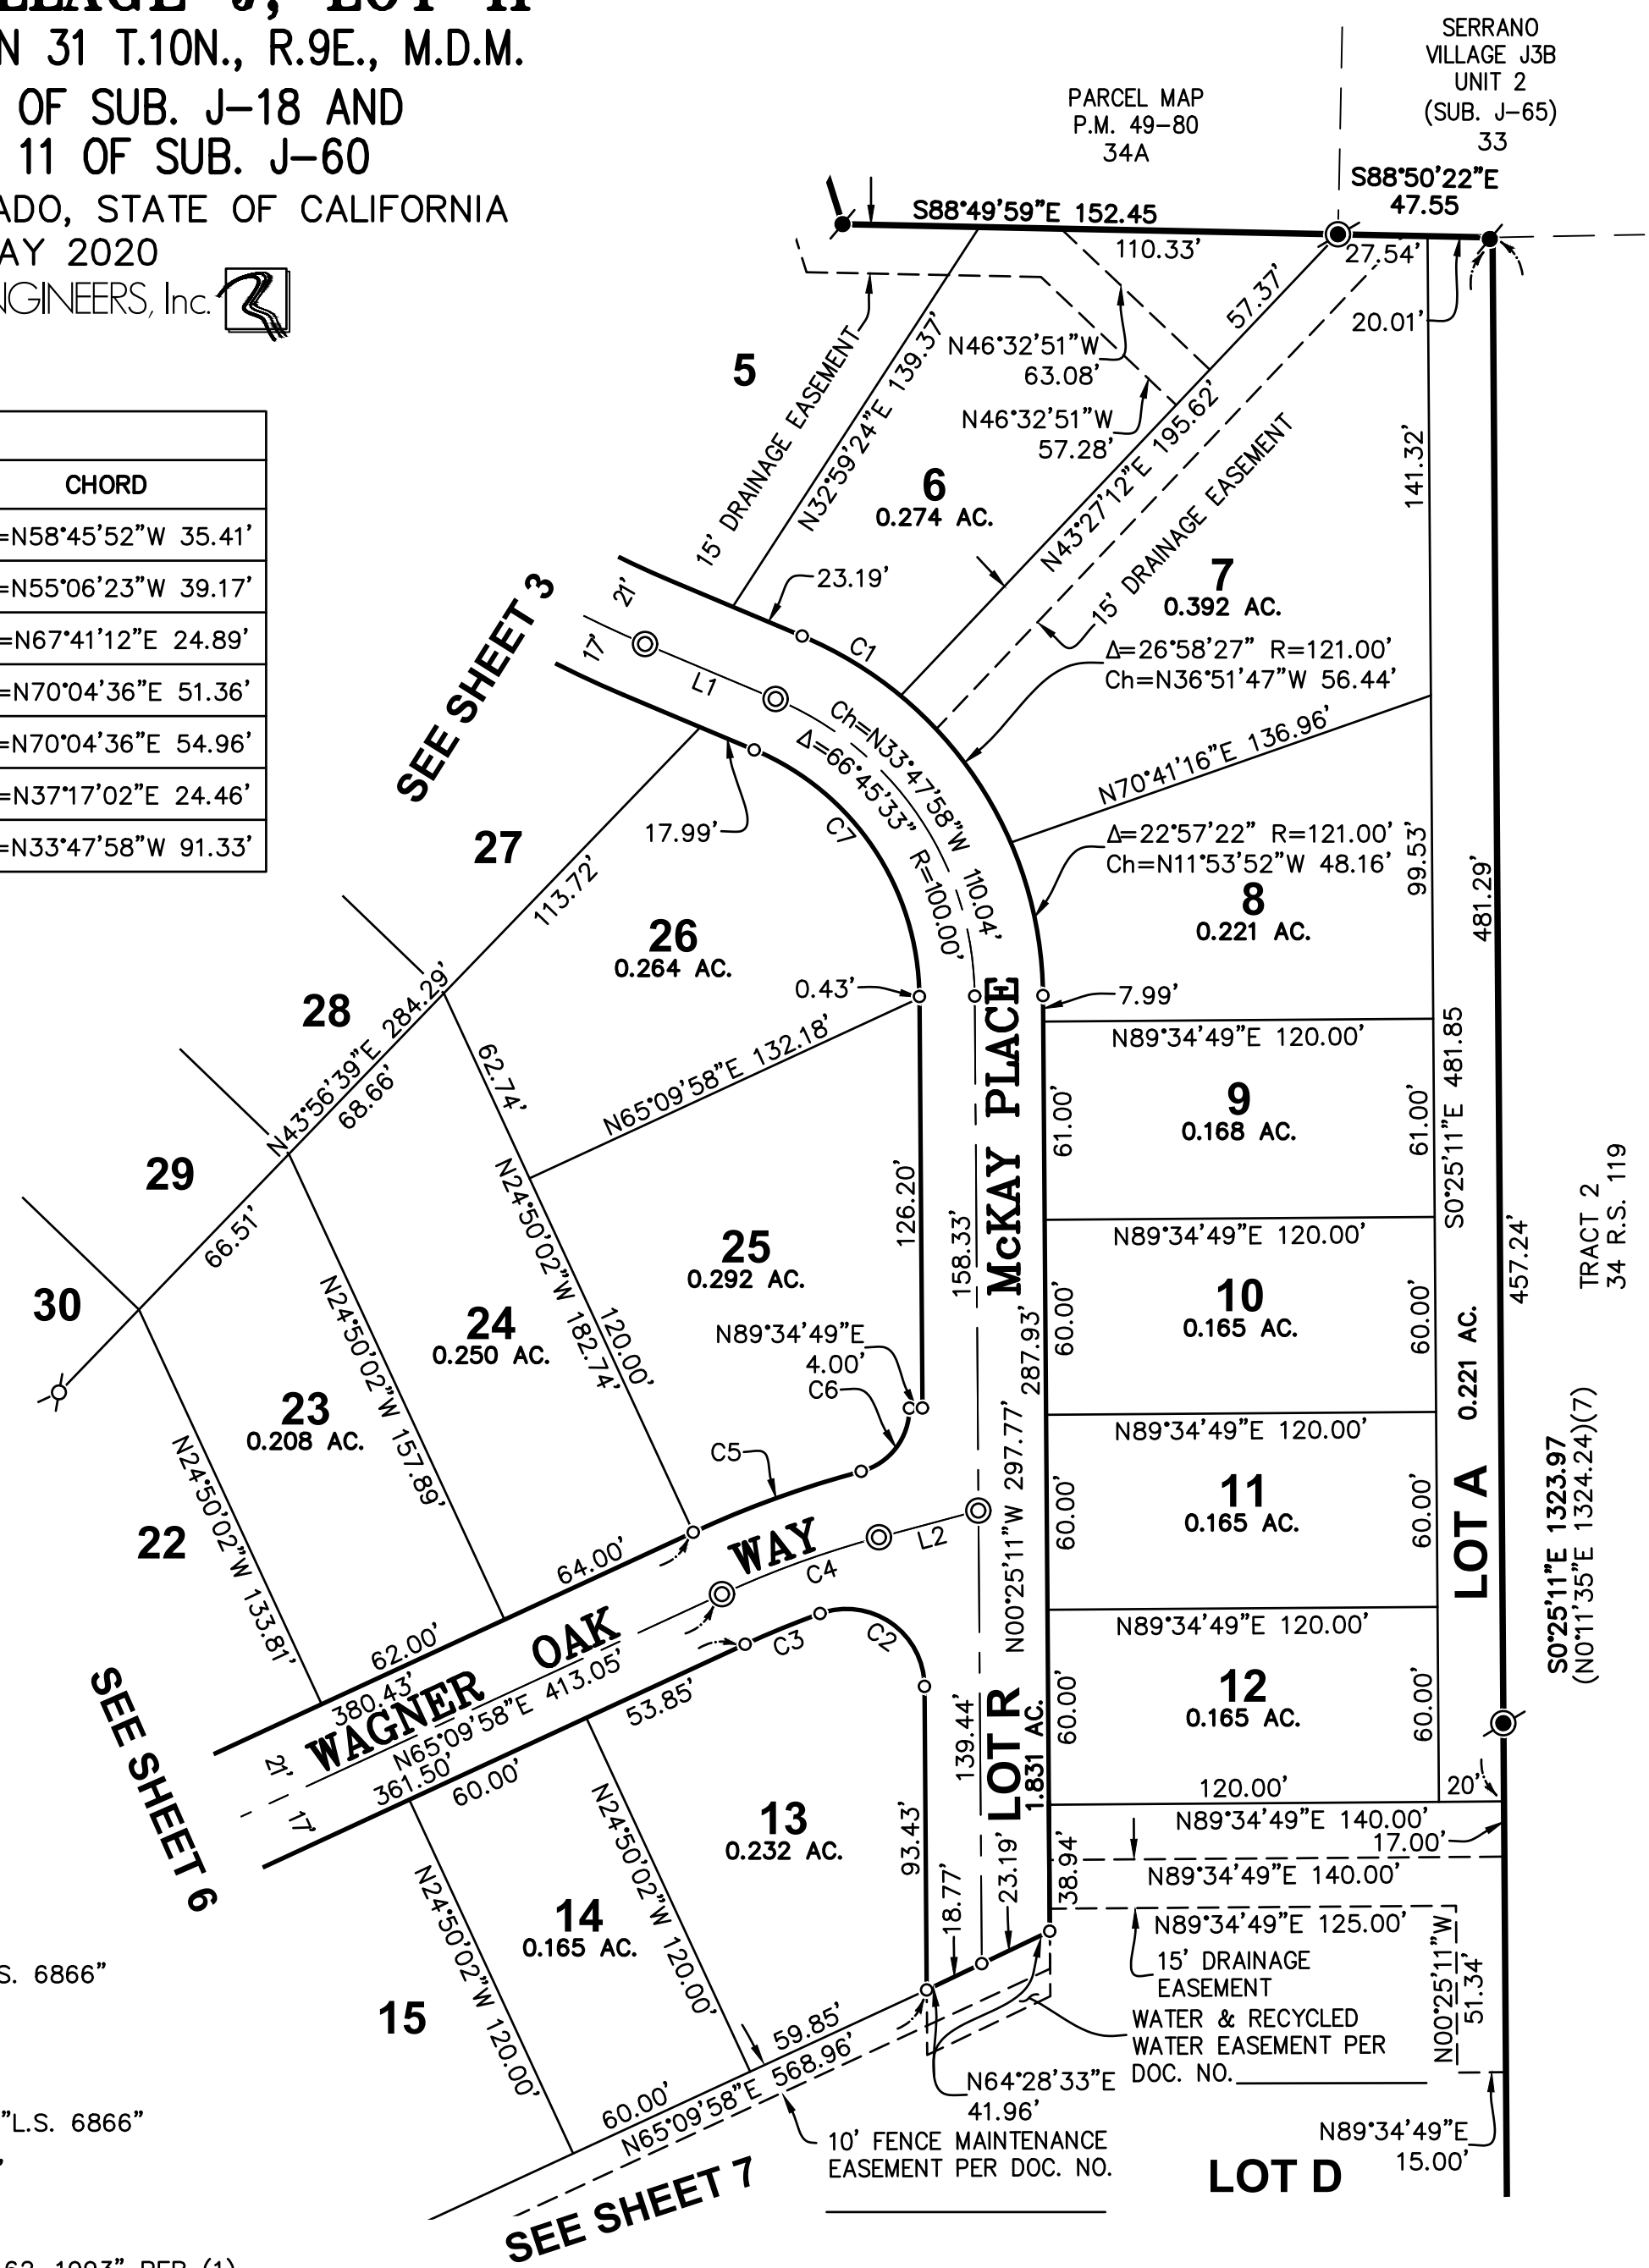 N 31 T.10N., R.9E., M.D.M.
OF SUB. J-18 AND
11 OF SUB. J-60
ADO, STATE OF CALIFORNIA
AY 2020
NGINEERS, Inc.
CHORD
=N58°45'52"W 35.41'
=N55°06'23"W 39.17'
=N67°41'12"E 24.89'
=N70°04'36"E 51.36'
=N70°04'36"E 54.96'
=N37°17'02"E 24.46'
=N33°47'58"W 91.33'
SERRANO
VILLAGE J3B
UNIT 2
(SUB. J-65)
33
PARCEL MAP
P.M. 49-80
34A
S88°50'22"E
47.55
S88°49'59"E 152.45
110.33'
27.54'
20.01'
57.37'
N46°32'51"W
63.08'
N46°32'51"W
57.28'
5
15' DRAINAGE EASEMENT
N32°59'24"E 139.37'
6
0.274 AC.
N43°27'12"E 195.62'
15' DRAINAGE EASEMENT
141.32'
7
0.392 AC.
23.19'
SEE SHEET 3
21'
17'
L1
C1
Δ=26°58'27" R=121.00'
Ch=N36°51'47"W 56.44'
Ch=N33°47'58"W 110.04'
Δ=66°45'33" R=100.00'
N70°41'16"E 136.96'
17.99'
C7
Δ=22°57'22" R=121.00'
Ch=N11°53'52"W 48.16'
99.53'
481.29'
27
113.72'
8
0.221 AC.
26
0.264 AC.
0.43'
7.99'
28
N43°56'39"E 284.29'
68.66'
62.74'
N65°09'58"E 132.18'
McKAY PLACE
N89°34'49"E 120.00'
S0°25'11"E 481.85
9
0.168 AC.
61.00'
61.00'
29
66.51'
N24°50'02"W 182.74'
120.00'
126.20'
158.33'
N89°34'49"E 120.00'
457.24'
TRACT 2
34 R.S. 119
25
0.292 AC.
30
N24°50'02"W 157.89'
24
0.250 AC.
N89°34'49"E
4.00'
C6
287.93'
10
0.165 AC.
60.00'
60.00'
LOT A 0.221 AC.
23
0.208 AC.
N89°34'49"E 120.00'
C5
N24°50'02"W 133.81'
22
11
0.165 AC.
60.00'
60.00'
N00°25'11"W 297.77'
S0°25'11"E 1323.97
(N0°11'35"E 1324.24)(7)
64.00'
L2
C4
WAGNER OAK WAY
N89°34'49"E 120.00'
62.00'
380.43'
N65°09'58"E 413.05'
C3
C2
12
0.165 AC.
60.00'
60.00'
SEE SHEET 6
21'
17'
361.50'
60.00'
53.85'
139.44'
LOT R
1.831 AC.
120.00'
20'
N89°34'49"E 140.00'
17.00'
N24°50'02"W 120.00'
13
0.232 AC.
93.43'
23.19'
38.94'
18.77'
N89°34'49"E 140.00'
N24°50'02"W 120.00'
14
0.165 AC.
N89°34'49"E 125.00'
15' DRAINAGE
EASEMENT
N00°25'11"W
51.34'
S. 6866"
15
WATER & RECYCLED
WATER EASEMENT PER
DOC. NO.
59.85'
N65°09'58"E 568.96'
60.00'
N64°28'33"E
41.96'
"L.S. 6866"
10' FENCE MAINTENANCE
EASEMENT PER DOC. NO.
N89°34'49"E
15.00'
LOT D
SEE SHEET 7